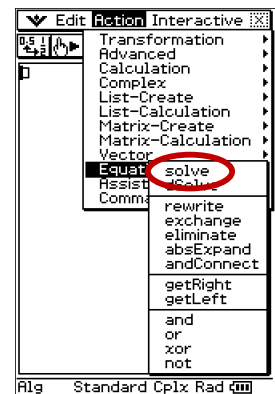 Edit Action Interactive
Transformation
Advanced
Calculation
Complex
List-Create
List-Calculation
Matrix-Create
Matrix-Calculation
Vector
Equat
Assist
Comma
solve
dSolve
rewrite
exchange
eliminate
absExpand
andConnect
getRight
getLeft
and
or
xor
not
Alg Standard Cplx Rad